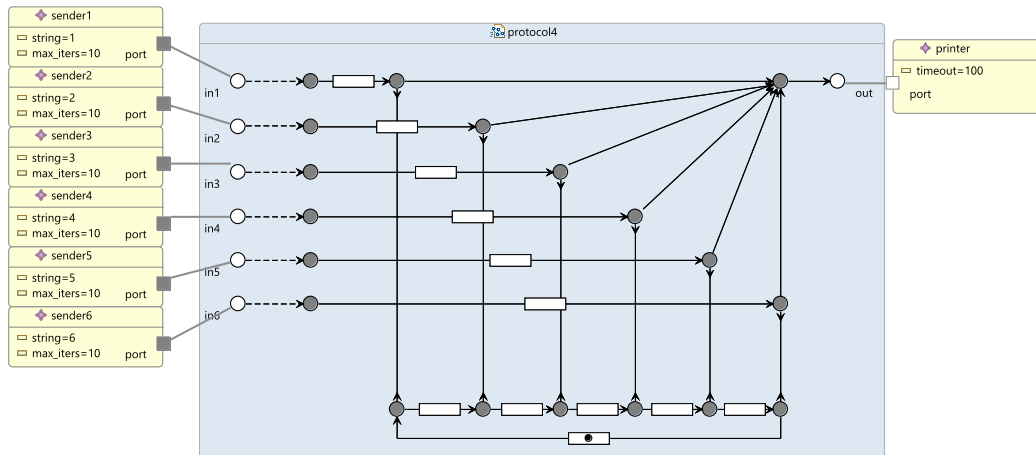 sender1
string=1
max_iters=10
port
sender2
string=2
max_iters=10
port
sender3
string=3
max_iters=10
port
sender4
string=4
max_iters=10
port
sender5
string=5
max_iters=10
port
sender6
string=6
max_iters=10
port
protocol4
in1
in2
in3
in4
in5
in6
out
printer
timeout=100
port